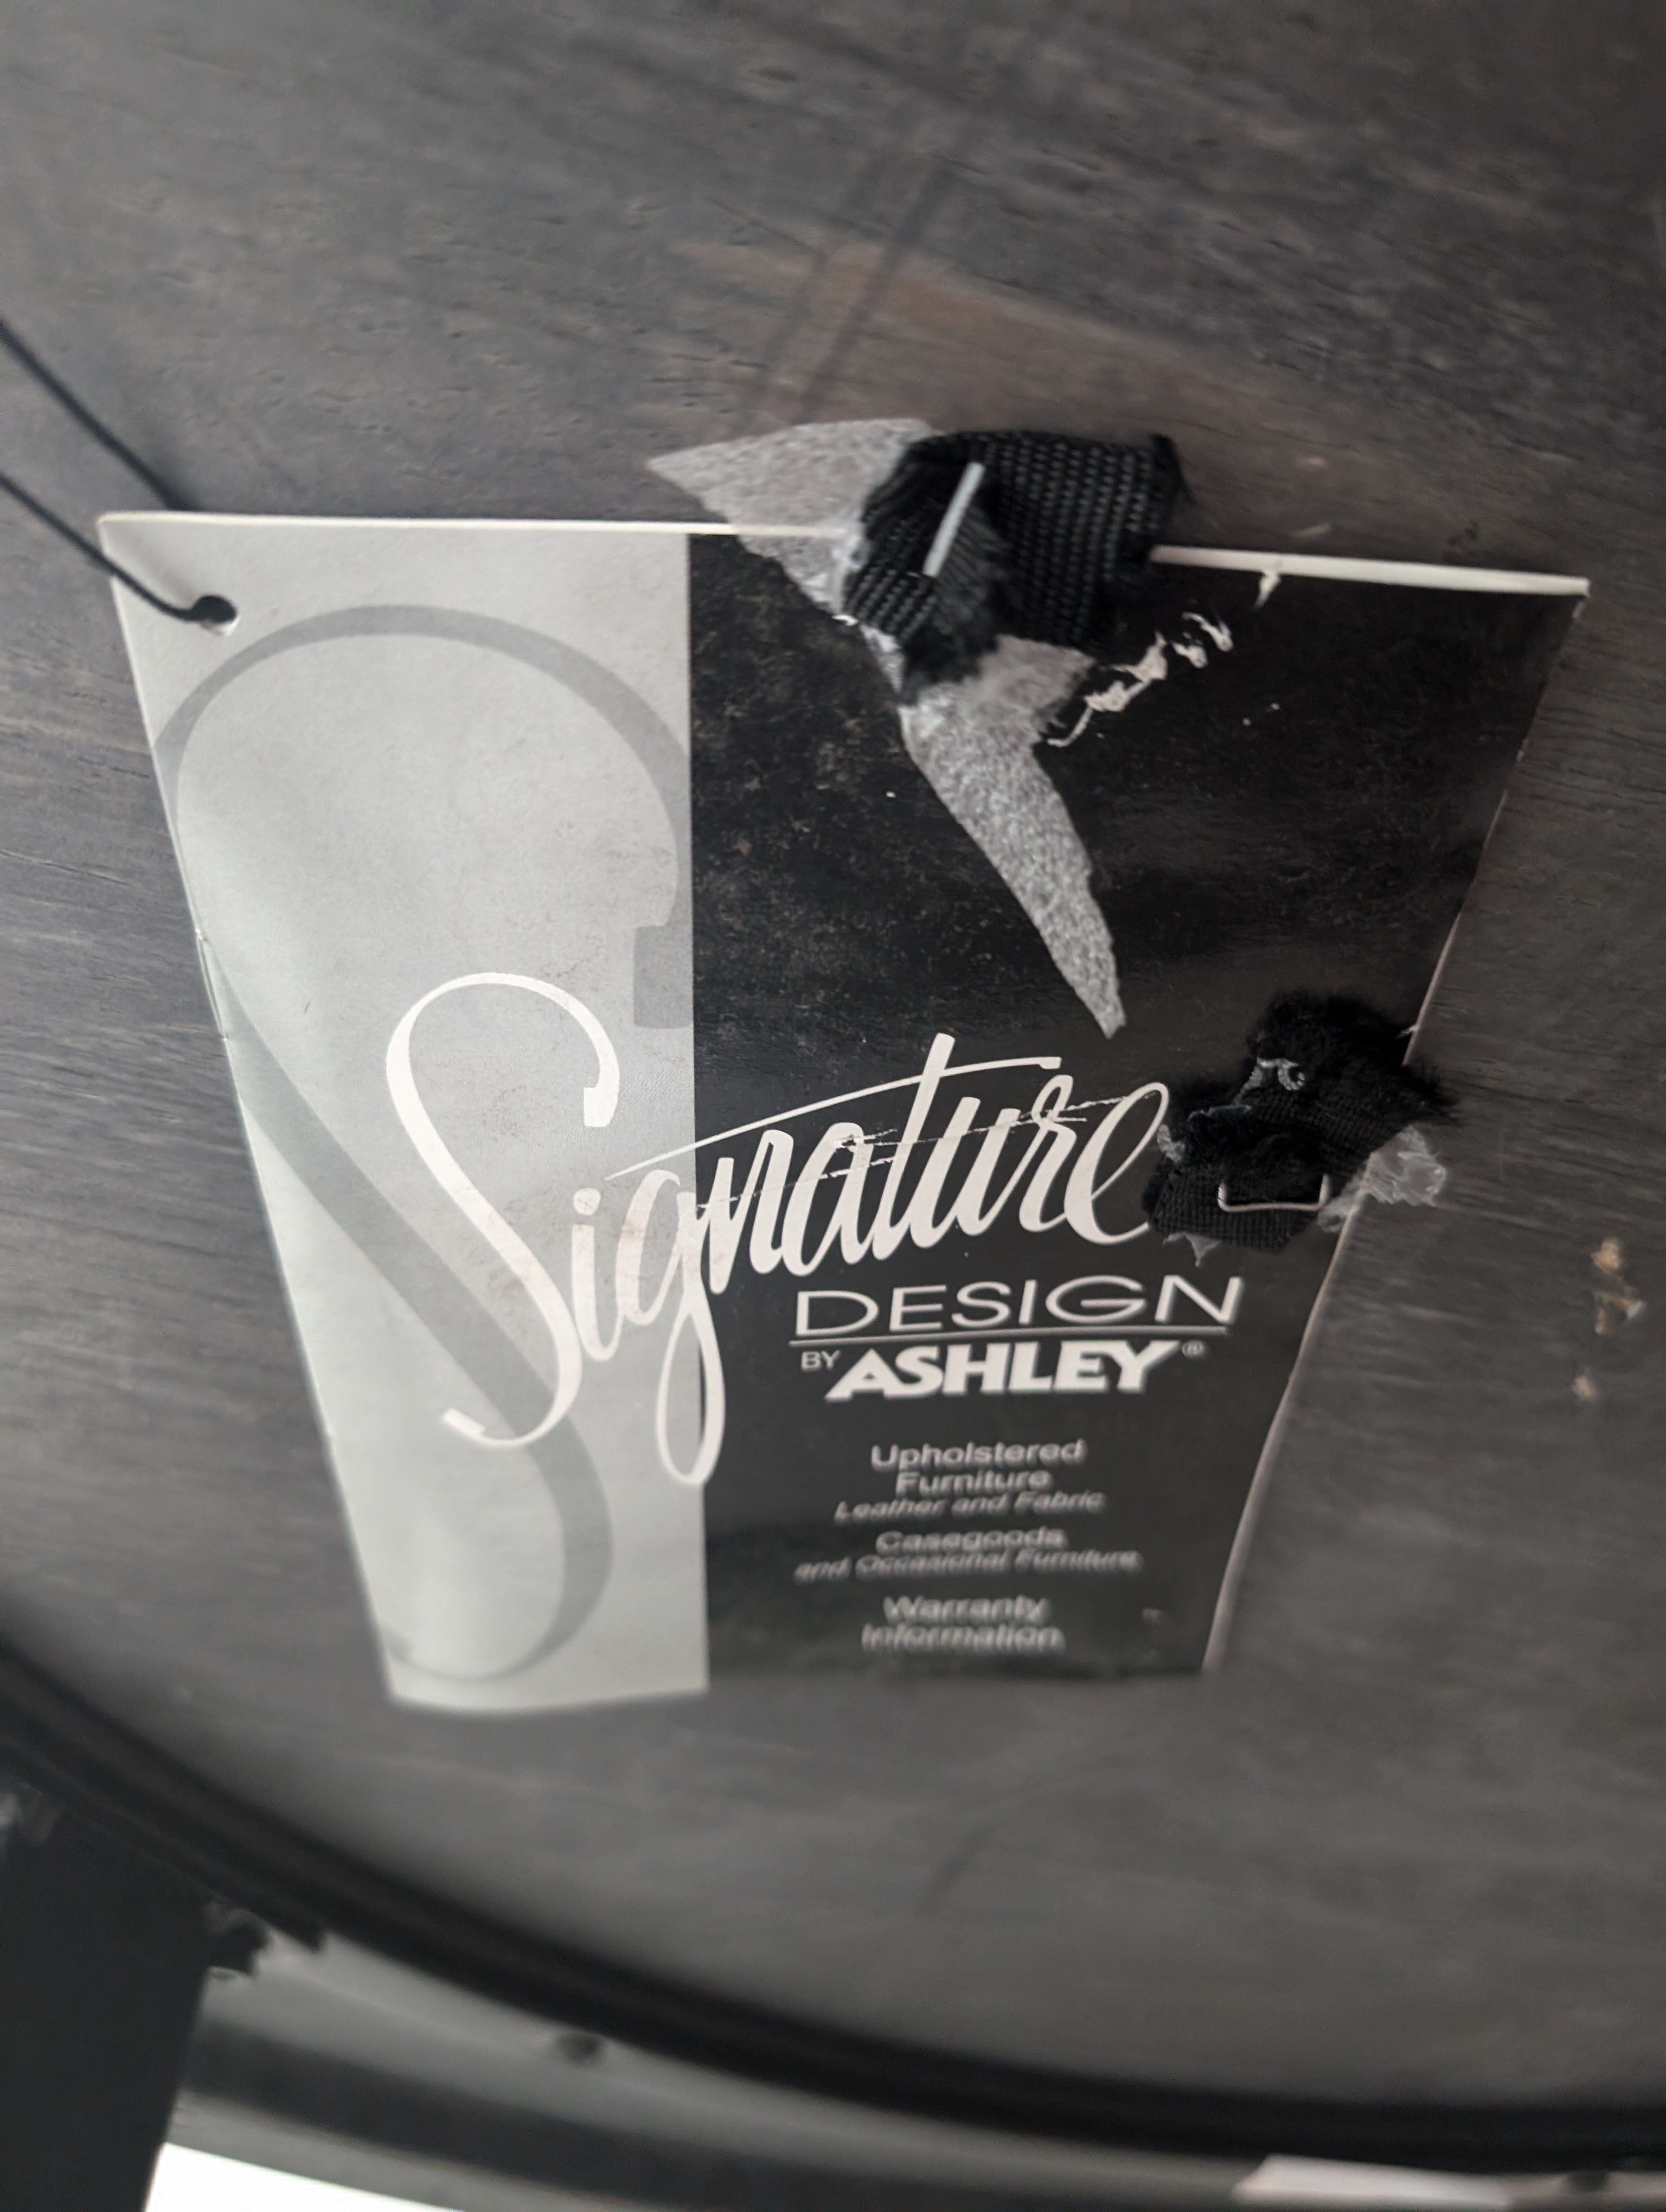 Signature
DESIGN
BY ASHLEY®
Upholstered
Furniture
Leather and Fabric
Casegoods
and Occasional Furniture
Warranty
Information